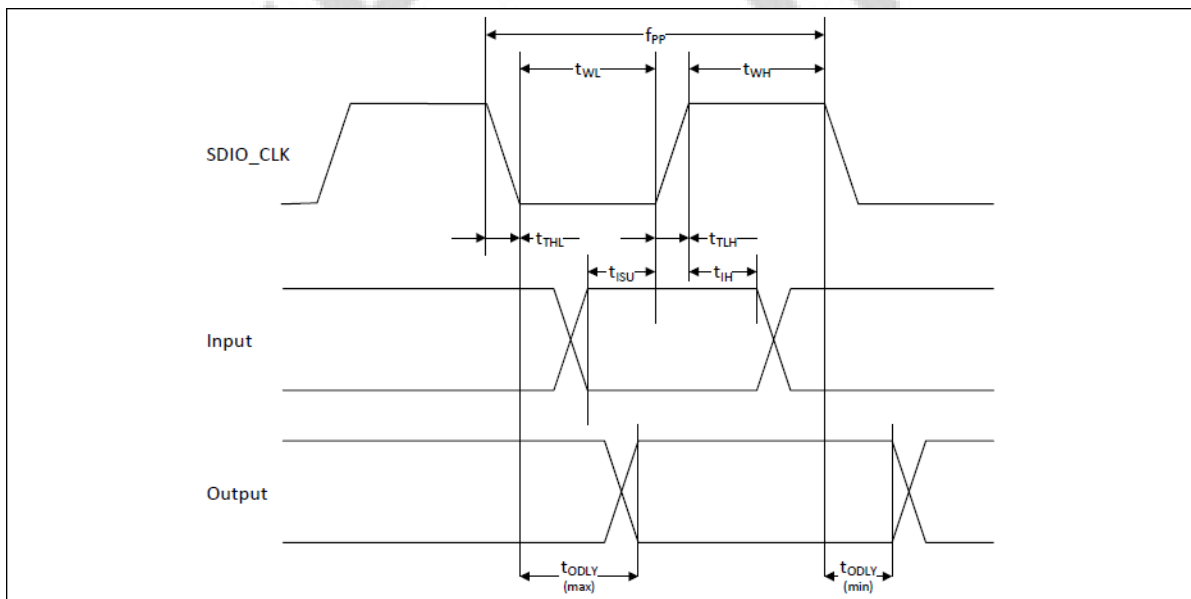 fPP
tWL
tWH
SDIO_CLK
tTHL
tTLH
tISU
tIH
Input
Output
tODLY
(max)
tODLY
(min)